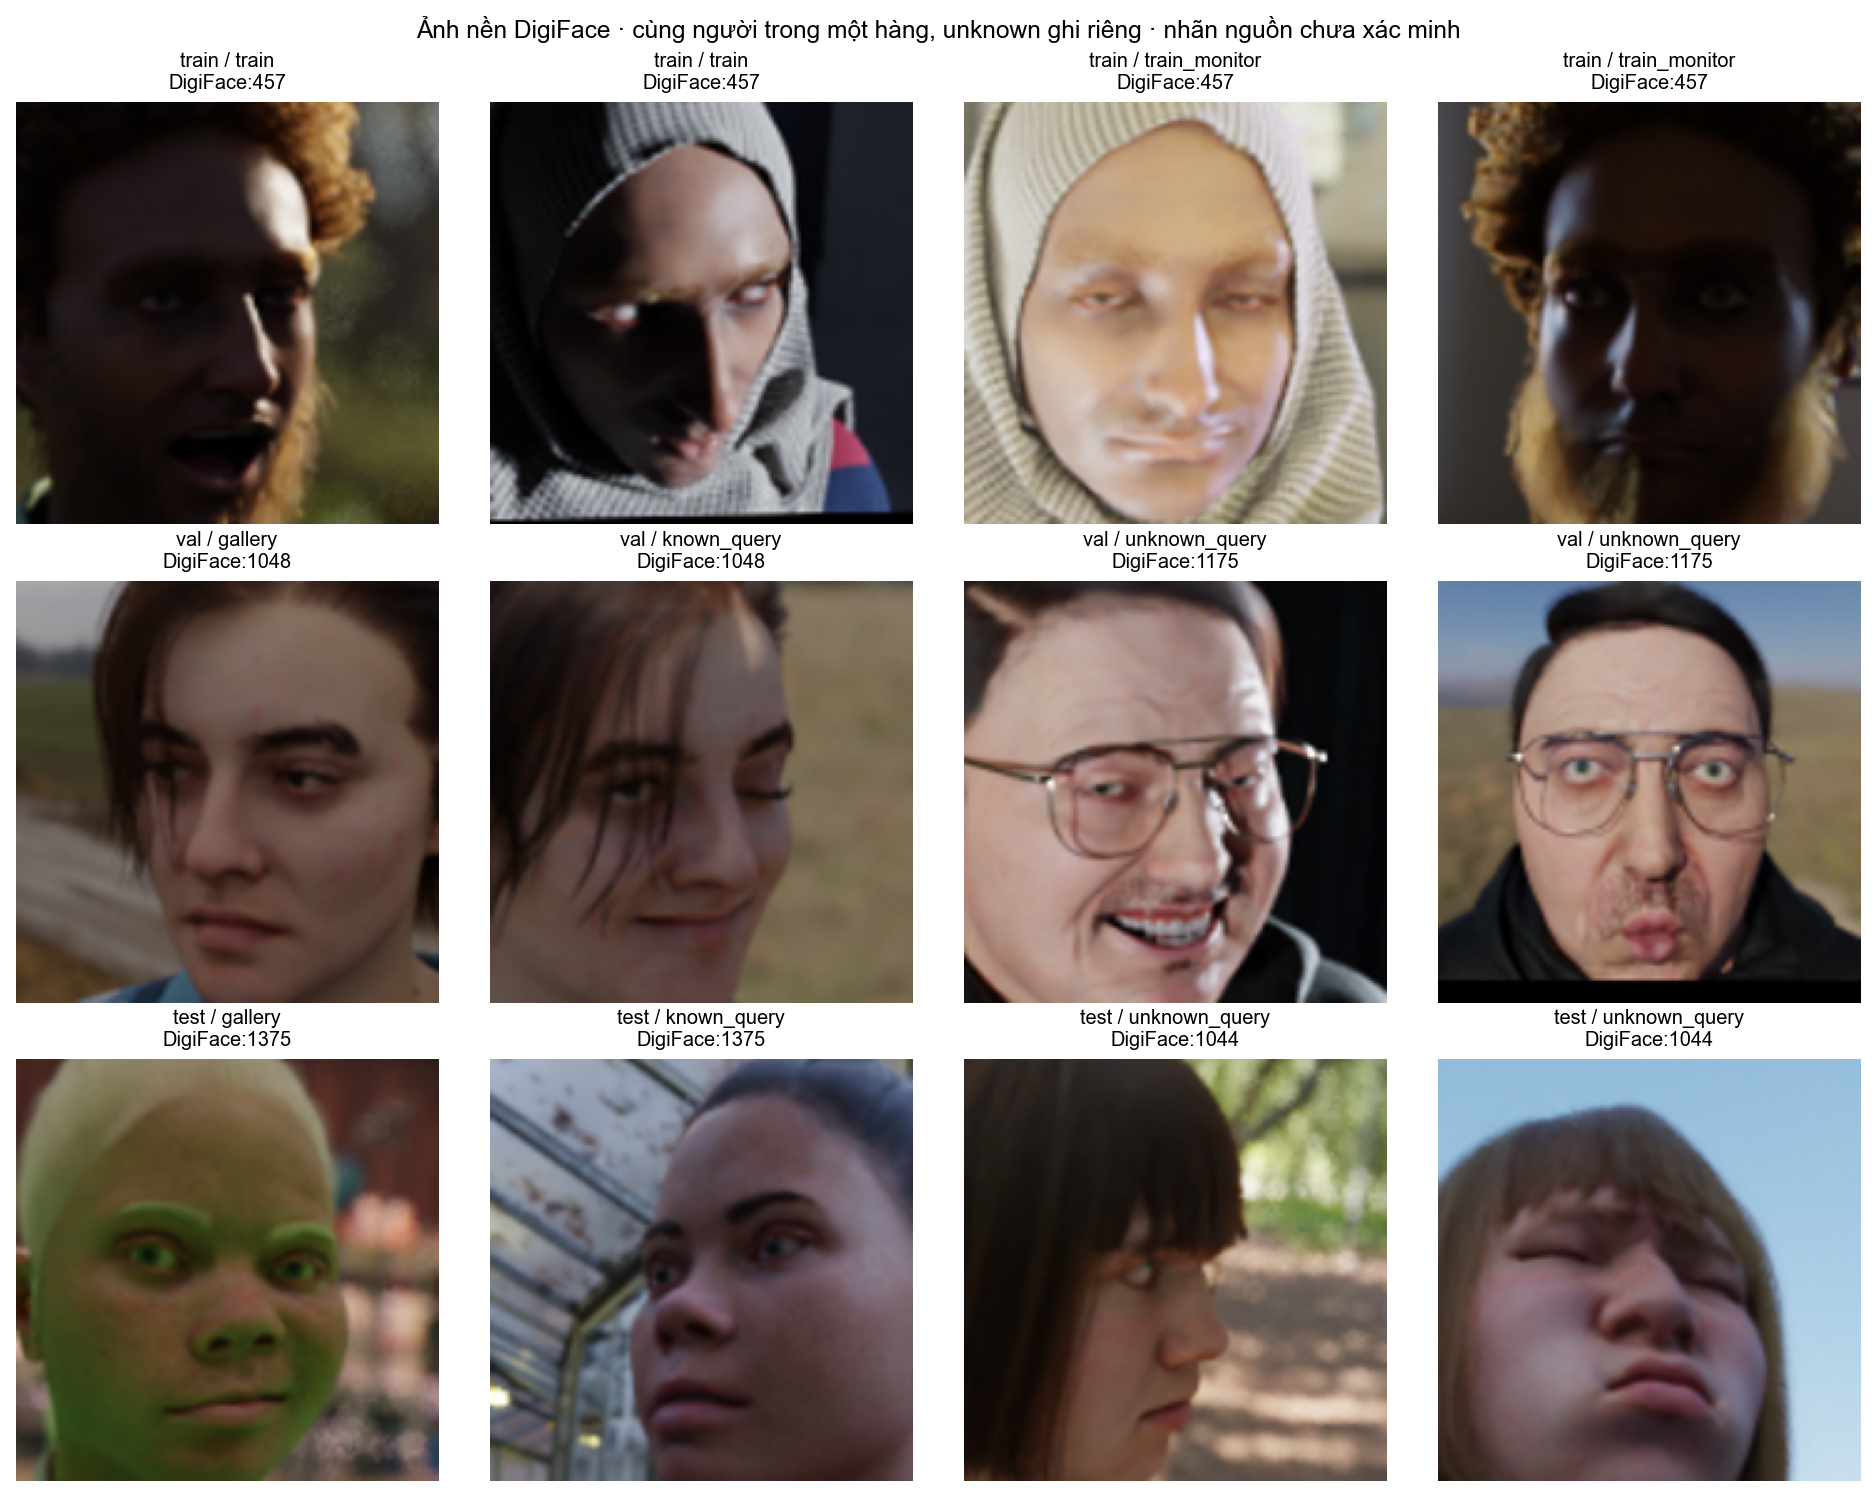 Ảnh nền DigiFace · cùng người trong một hàng, unknown ghi riêng · nhãn nguồn chưa xác minh
train / train
DigiFace:457
train / train
DigiFace:457
train / train_monitor
DigiFace:457
train / train_monitor
DigiFace:457
val / gallery
DigiFace:1048
val / known_query
DigiFace:1048
val / unknown_query
DigiFace:1175
val / unknown_query
DigiFace:1175
test / gallery
DigiFace:1375
test / known_query
DigiFace:1375
test / unknown_query
DigiFace:1044
test / unknown_query
DigiFace:1044